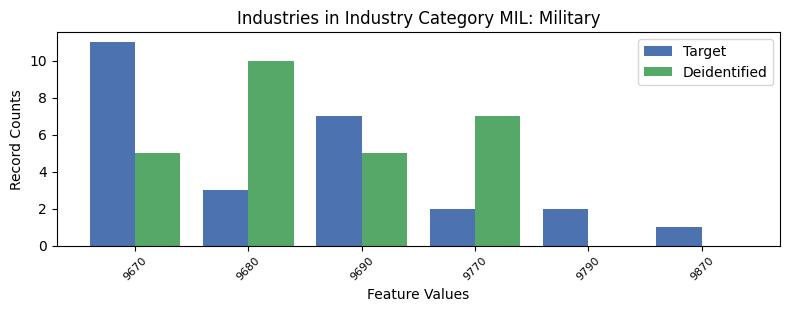 Industries in Industry Category MIL: Military
Target
Deidentified
Record Counts
10
8
6
4
2
0
9670
9680
9690
9770
9790
9870
Feature Values